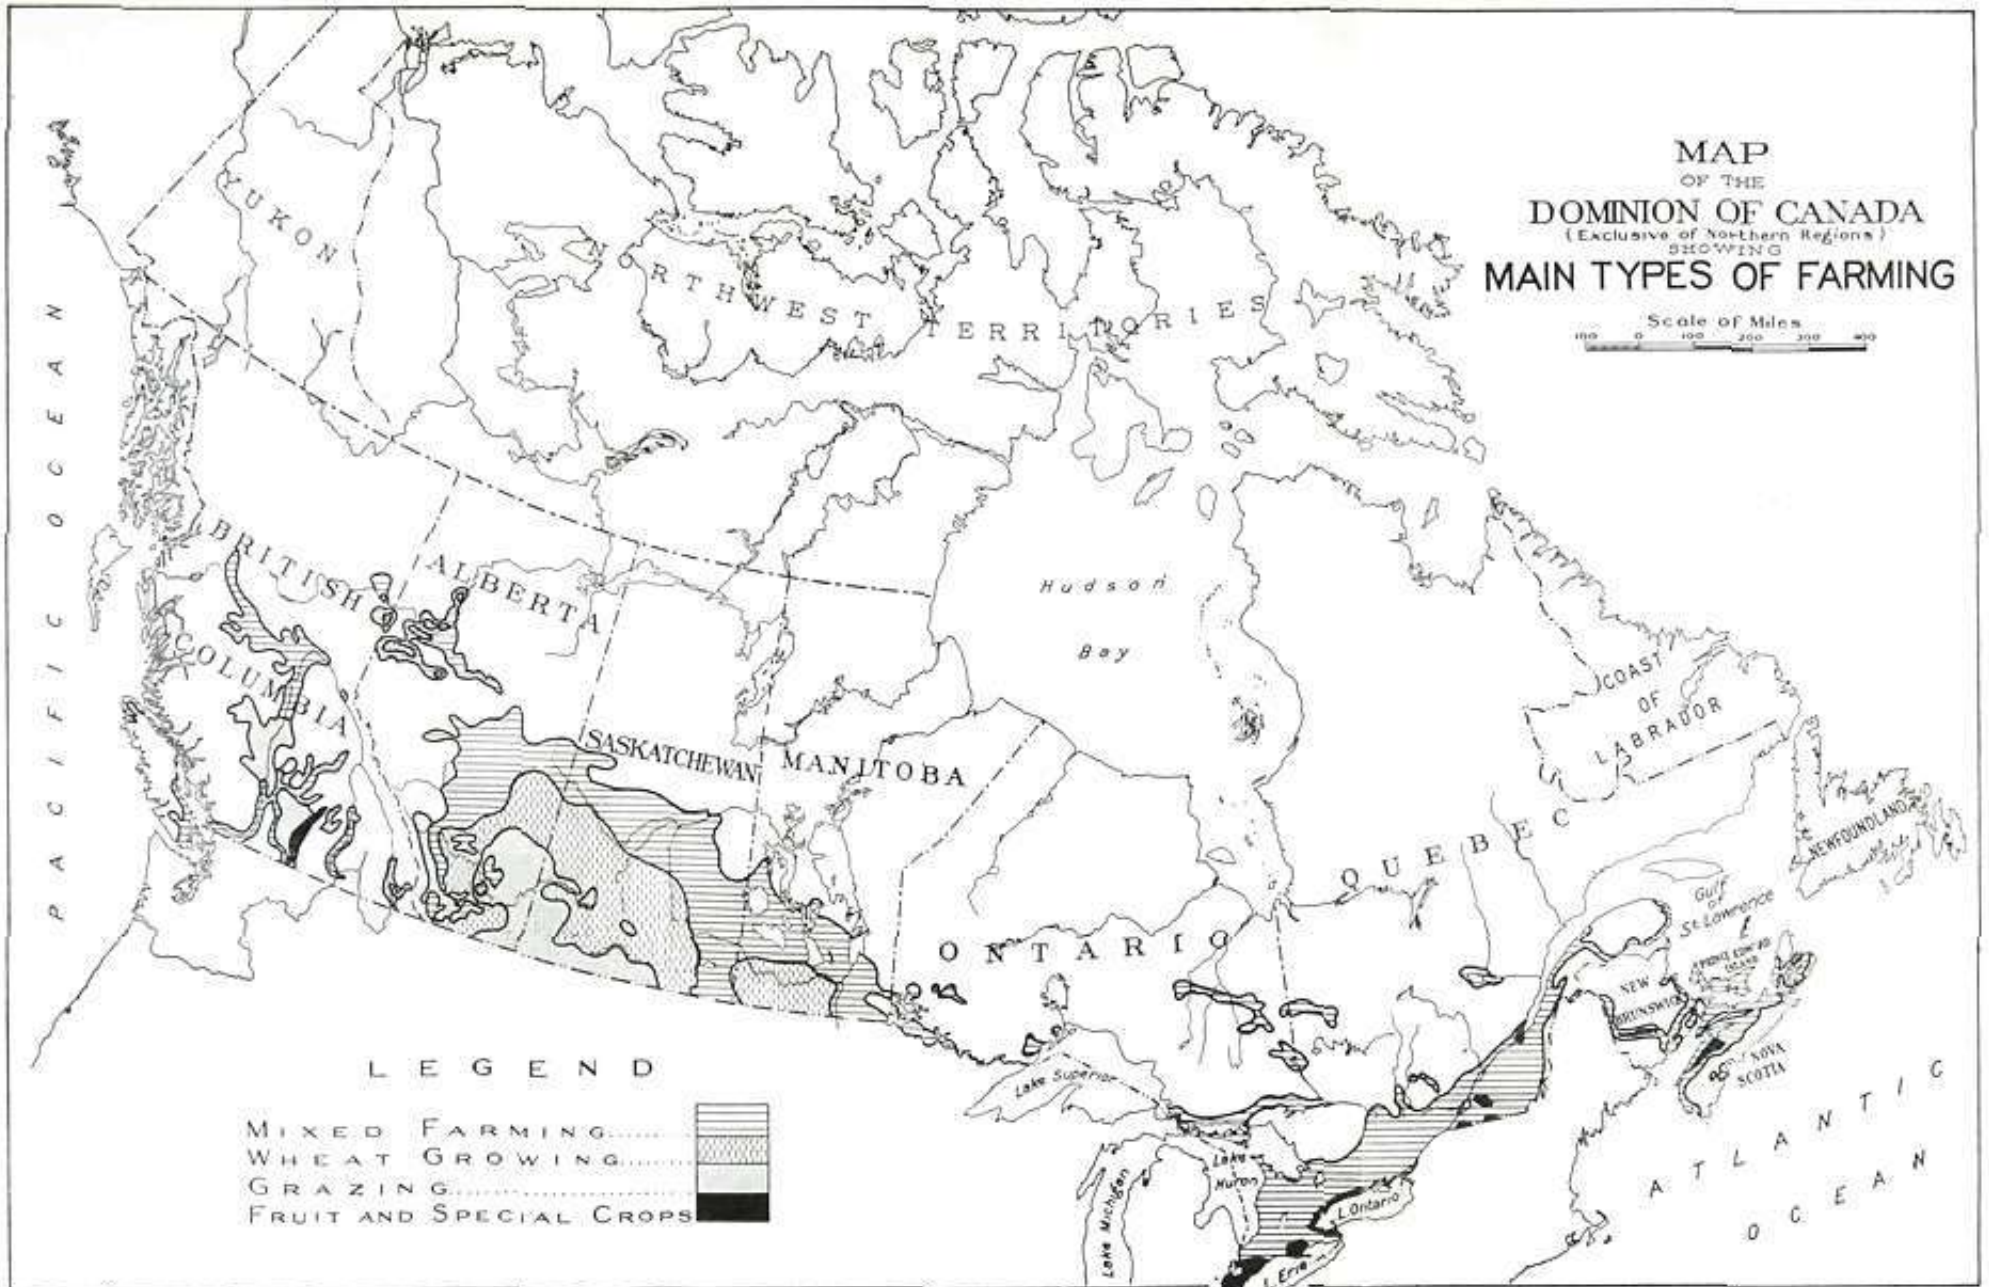 MAP
OF THE
DOMINION OF CANADA
(Exclusive of Northern Regions)
SHOWING
MAIN TYPES OF FARMING
Scale of Miles
100 0 100 200 300 400
YUKON
NORTHWEST TERRITORIES
PACIFIC OCEAN
BRITISH
COLUMBIA
ALBERTA
SASKATCHEWAN
MANITOBA
Hudson
Bay
COAST
OF
LABRADOR
ONTARIO
QUEBEC
NEWFOUNDLAND
Gulf
of
St. Lawrence
PRINCE EDWARD
ISLAND
NEW
BRUNSWICK
NOVA
SCOTIA
Lake Superior
Lake Michigan
Lake
Huron
L. Ontario
L. Erie
ATLANTIC
OCEAN
LEGEND
MIXED FARMING......
WHEAT GROWING......
GRAZING......................
FRUIT AND SPECIAL CROPS